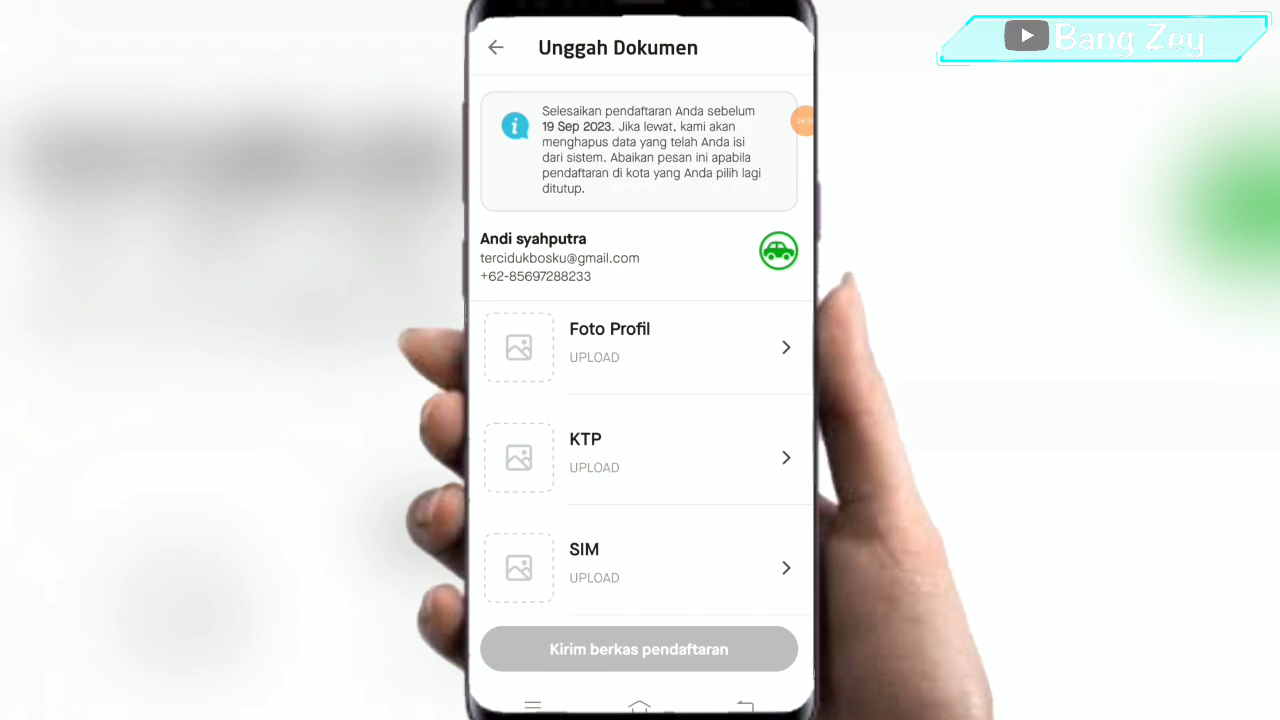 Bang Zey
Unggah Dokumen
Selesaikan pendaftaran Anda sebelum
19 Sep 2023. Jika lewat, kami akan
menghapus data yang telah Anda isi
dari sistem. Abaikan pesan ini apabila
pendaftaran di kota yang Anda pilih lagi
ditutup.
Andi syahputra
tercidukbosku@gmail.com
+62-85697288233
Foto Profil
UPLOAD
KTP
UPLOAD
SIM
UPLOAD
Kirim berkas pendaftaran